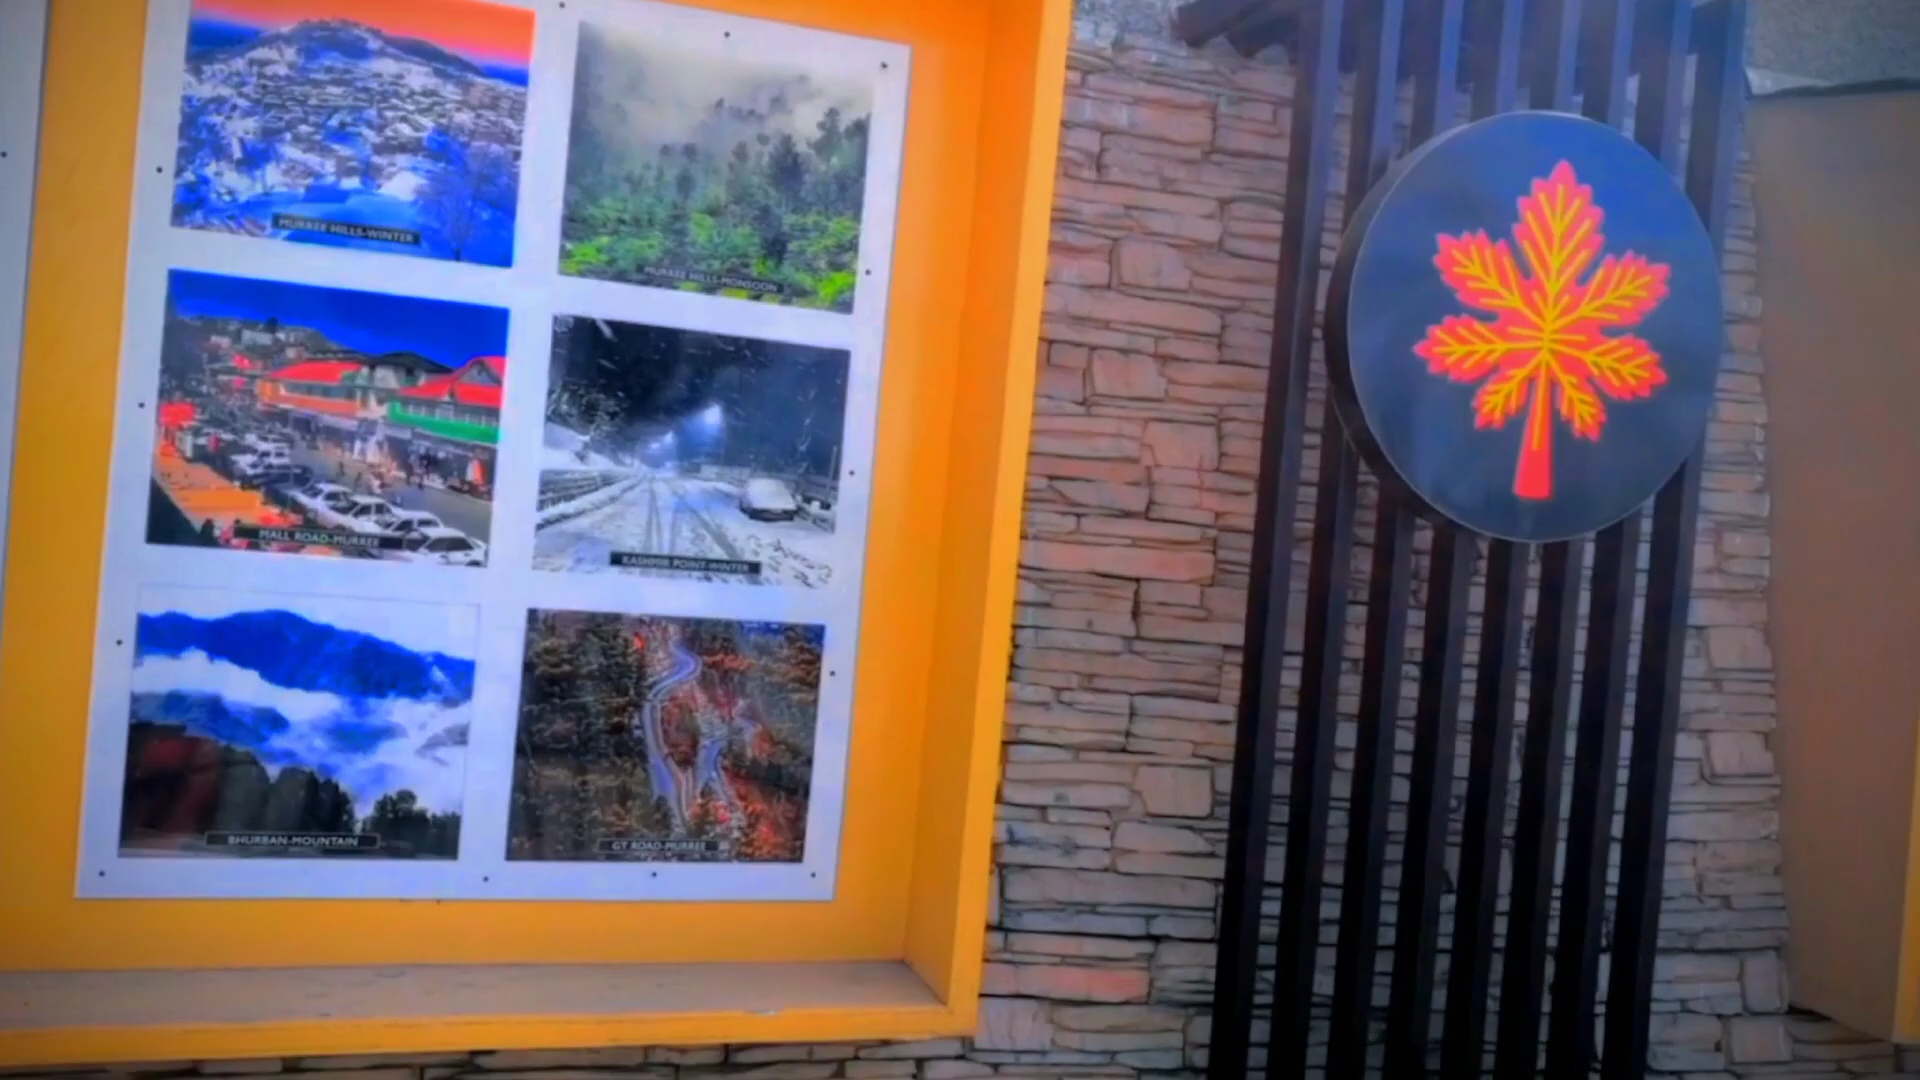 MURREE HILLS-WINTER
MURREE HILLS-MONSOON
MALL ROAD-MURREE
KASHMIR POINT-WINTER
BHURBAN-MOUNTAIN
GT ROAD-MURREE